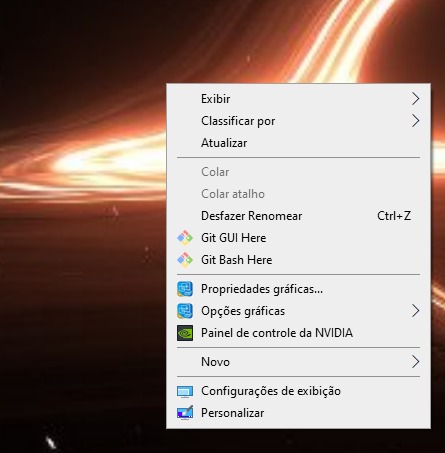 Exibir
Classificar por
Atualizar
Colar
Colar atalho
Desfazer Renomear Ctrl+Z
Git GUI Here
Git Bash Here
Propriedades gráficas...
Opções gráficas
Painel de controle da NVIDIA
Novo
Configurações de exibição
Personalizar